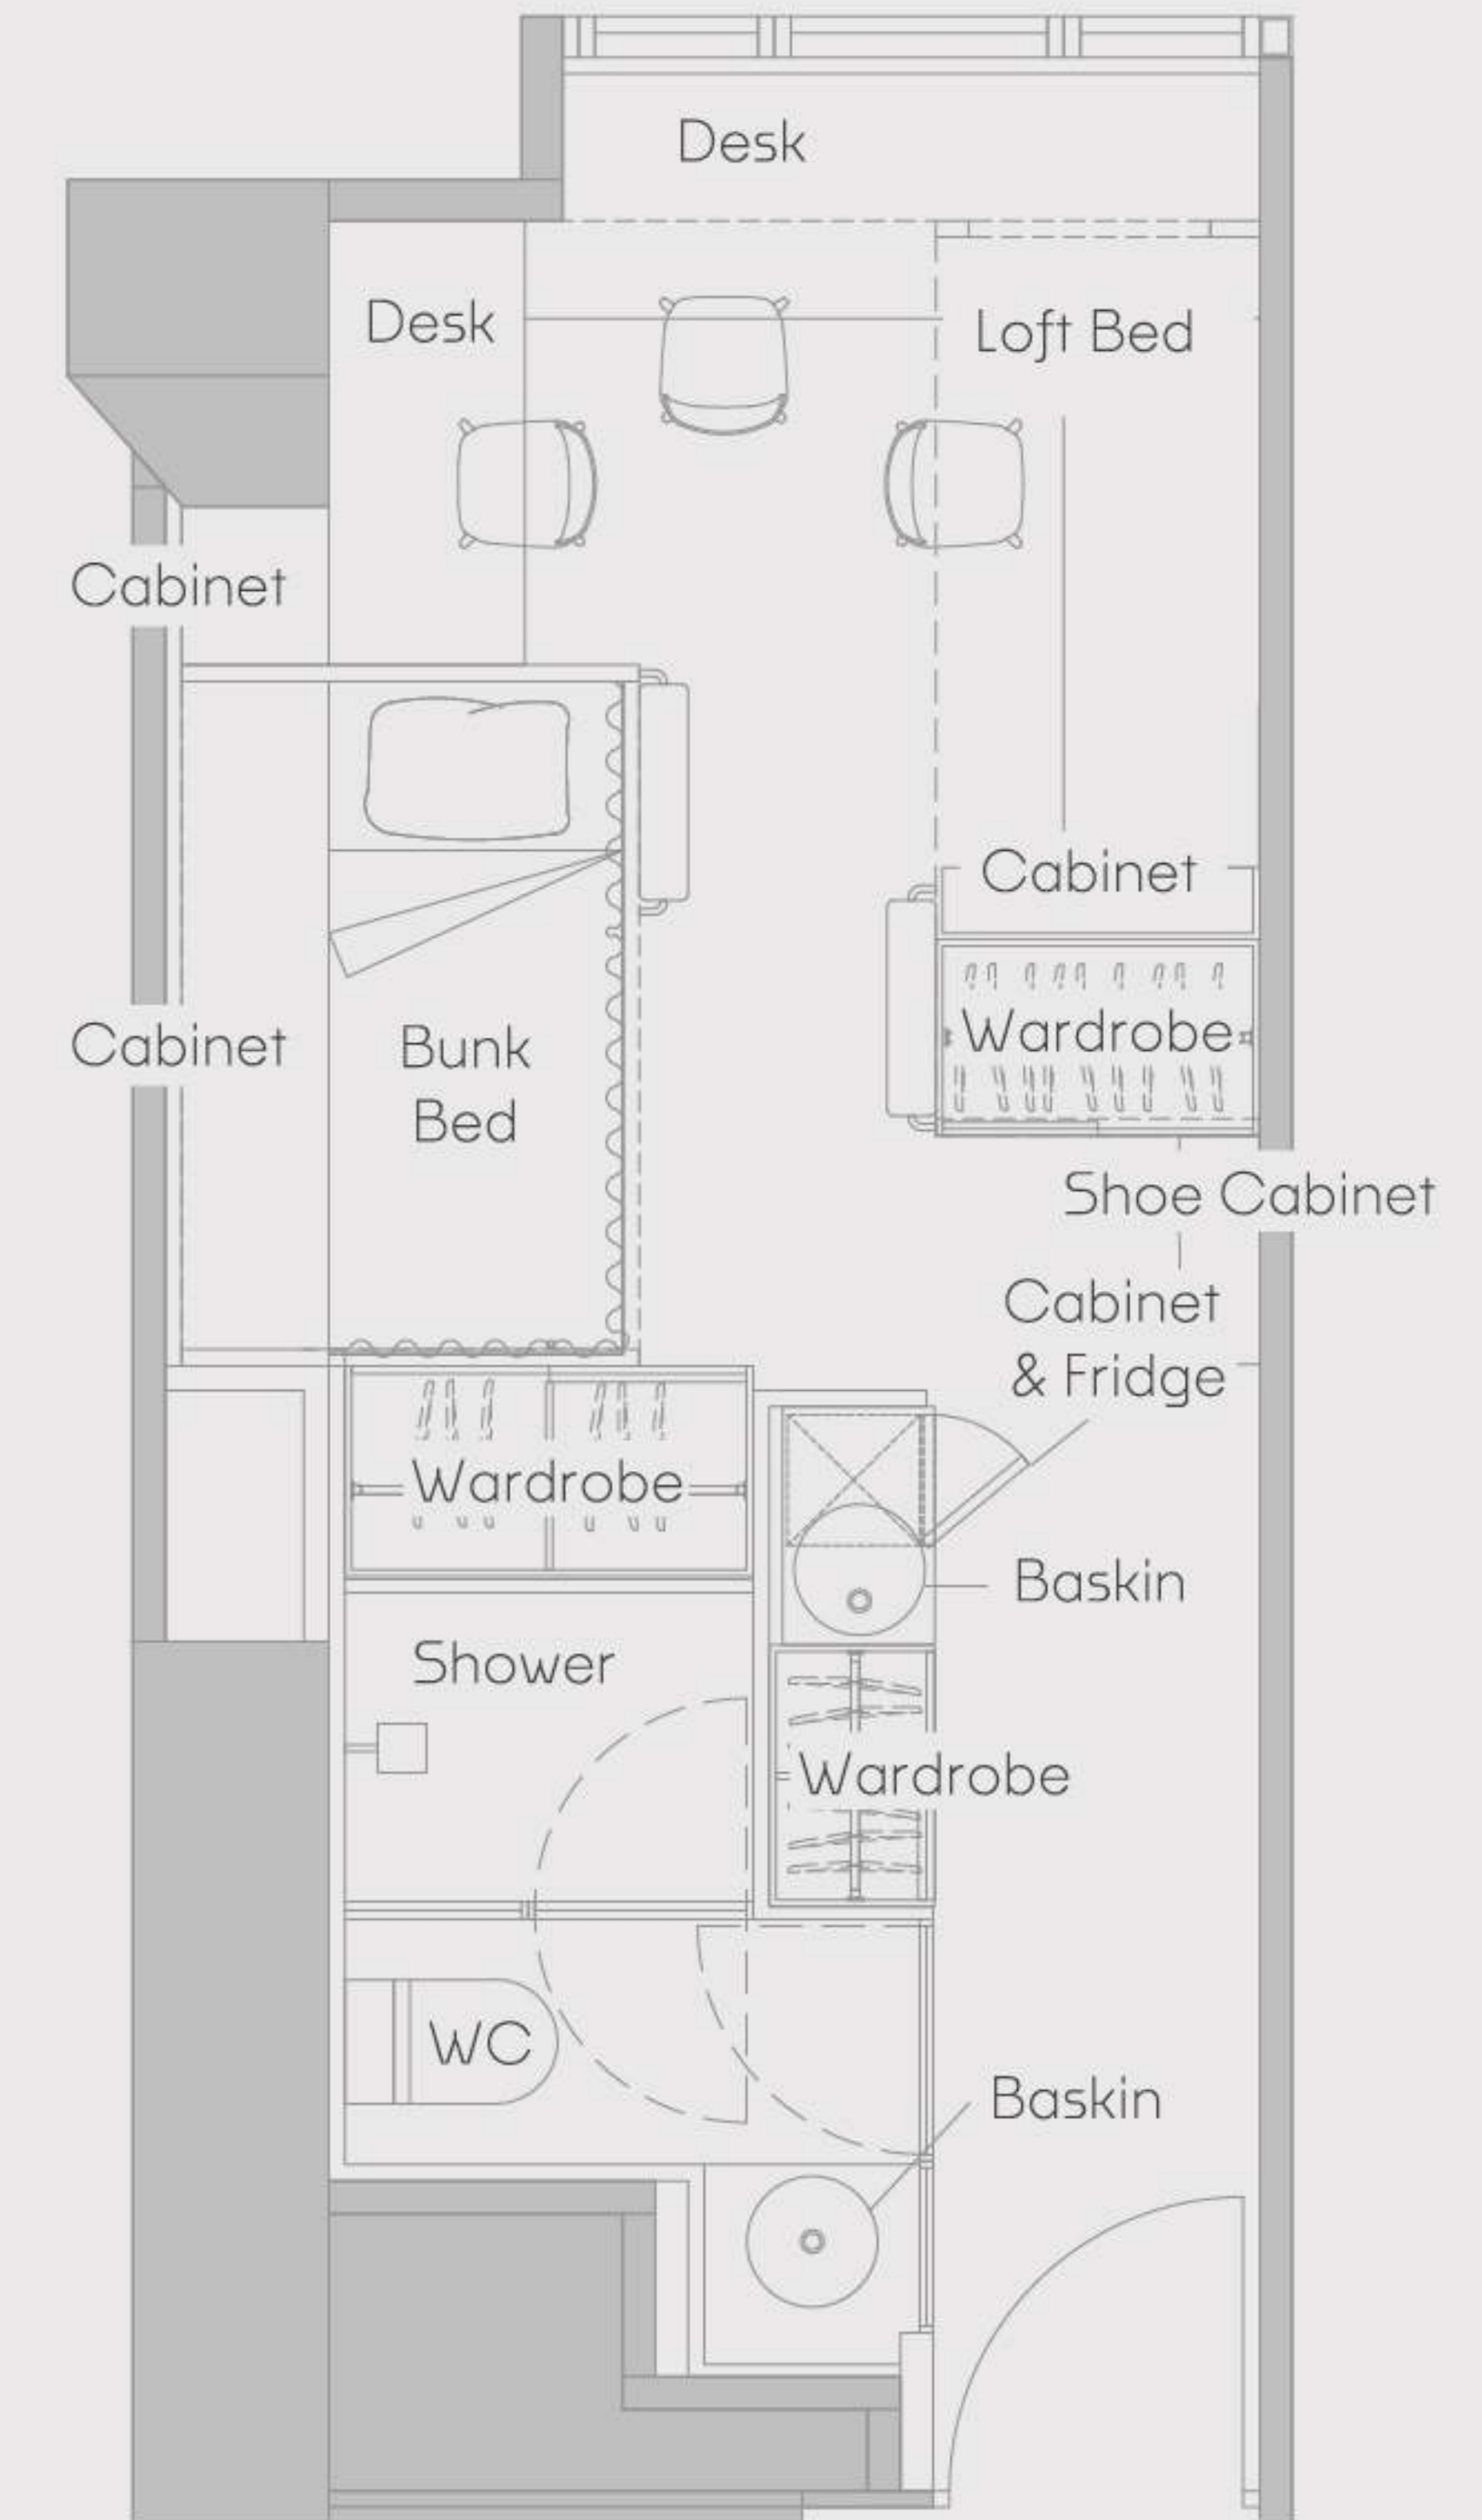 Desk
Desk
Loft Bed
Cabinet
Cabinet
Wardrobe
Cabinet
Bunk
Bed
Shoe Cabinet
Cabinet
& Fridge
Wardrobe
Baskin
Shower
Wardrobe
WC
Baskin